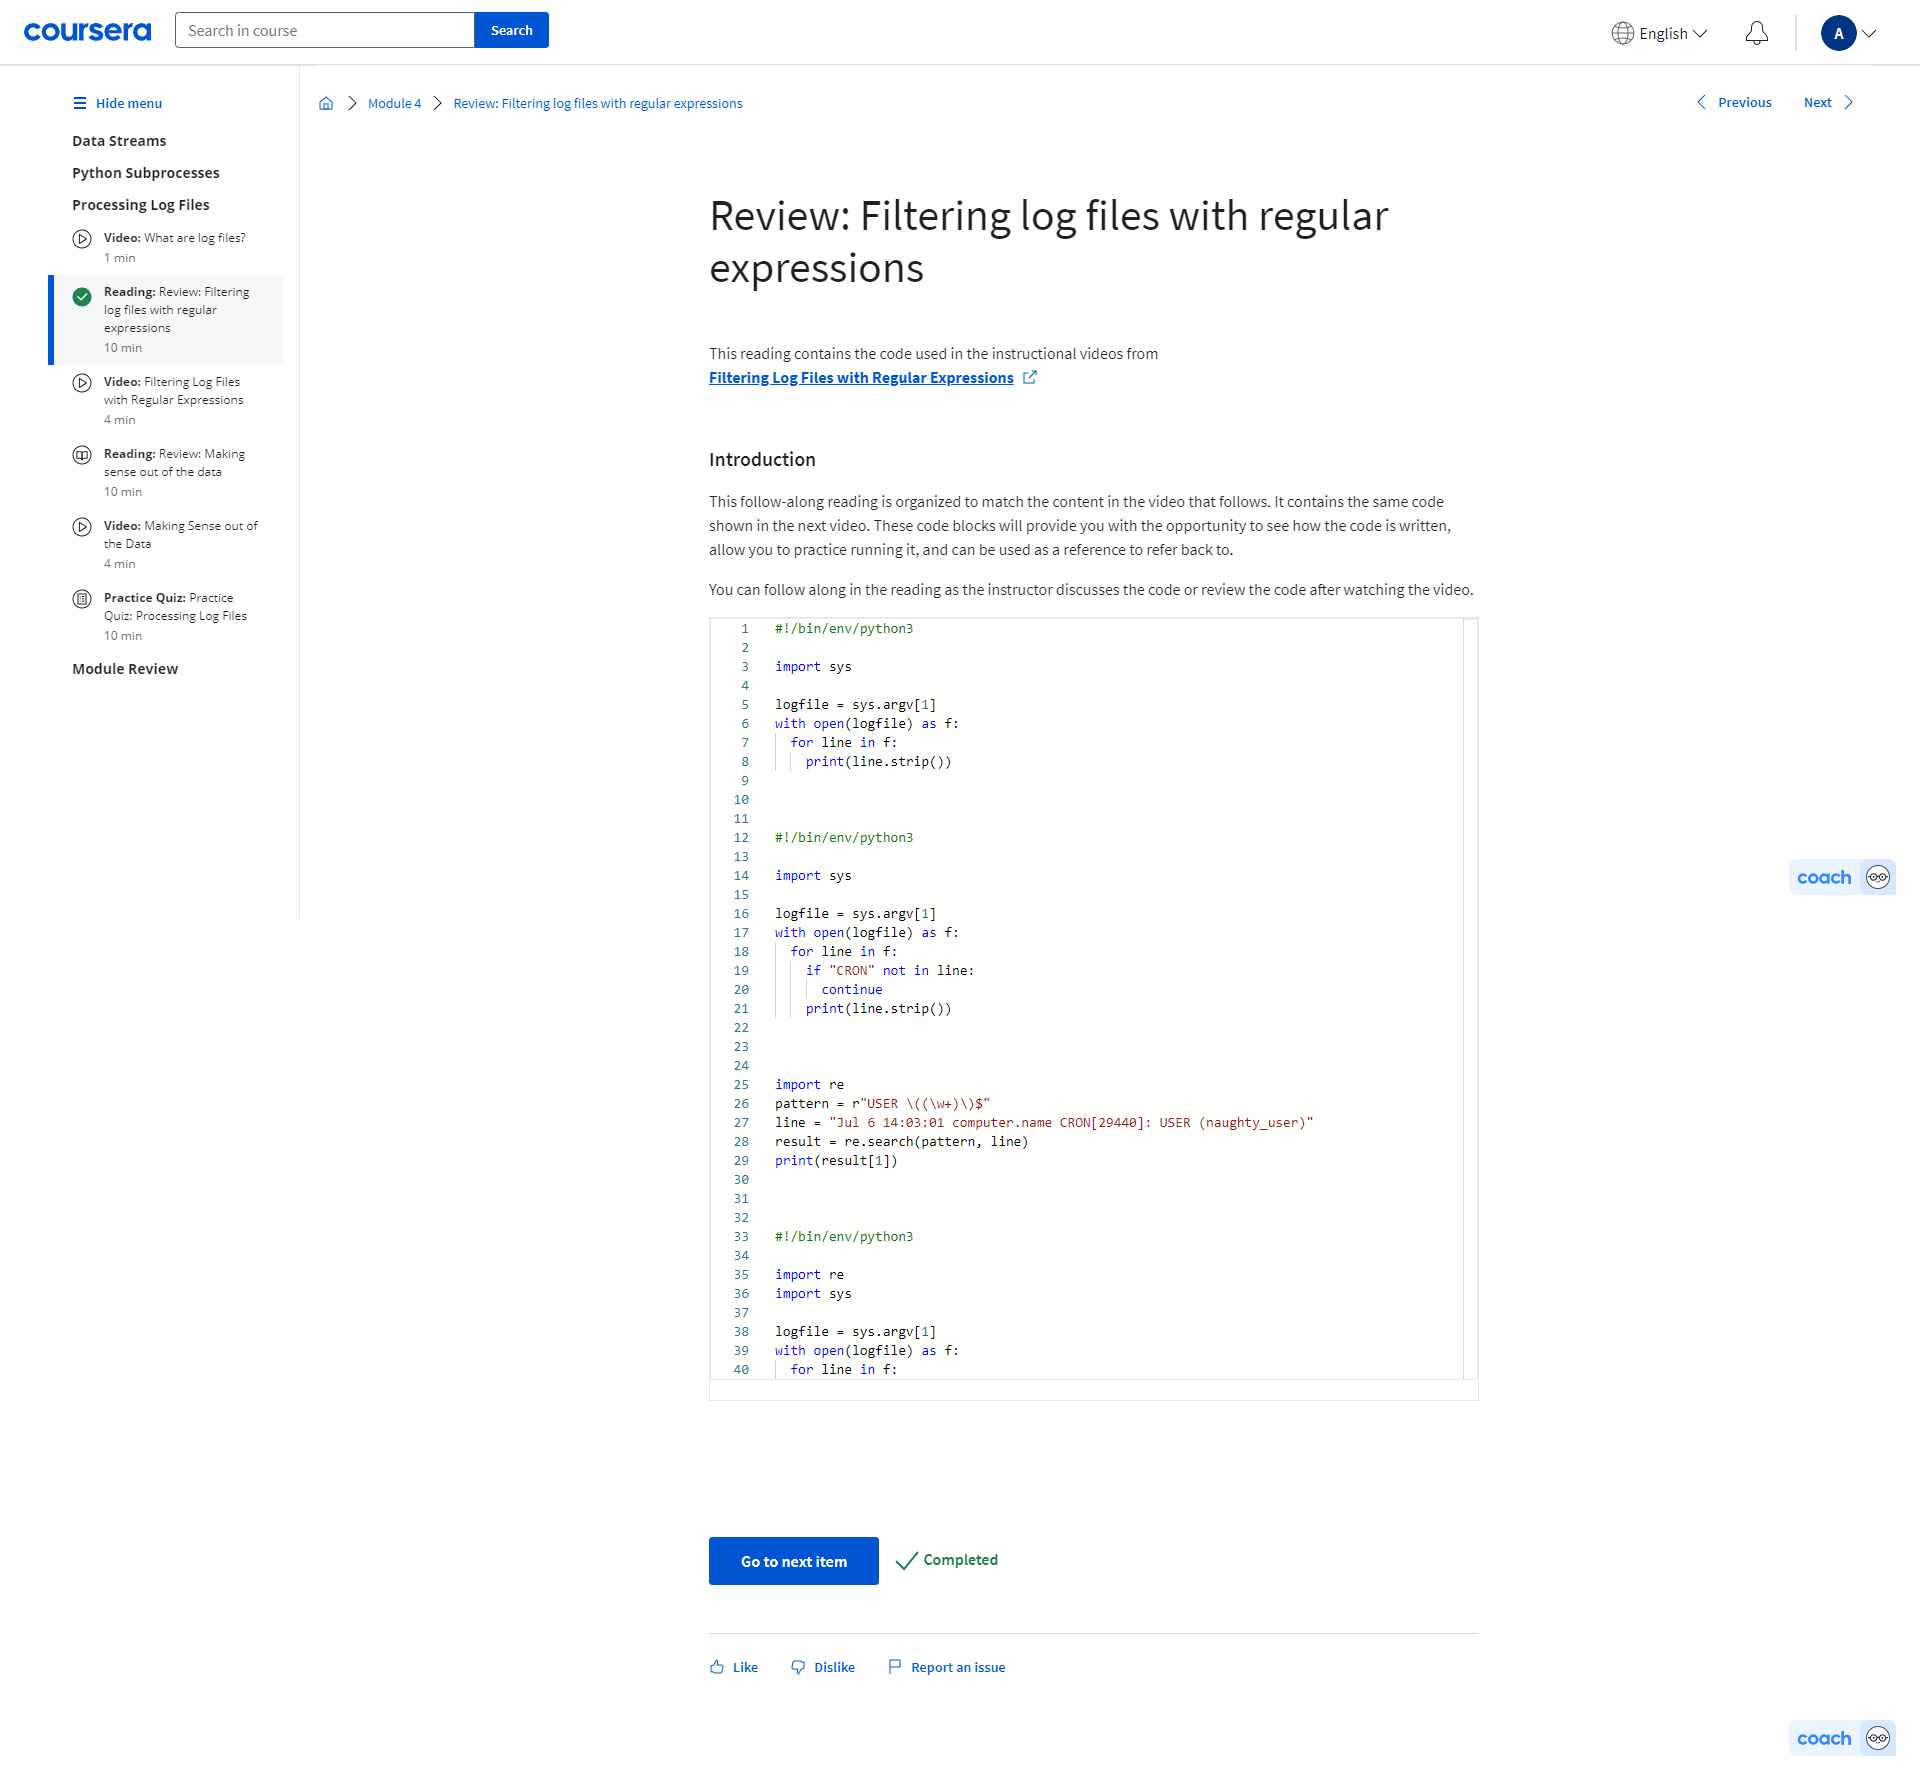 coursera
Search in course
Search
English
A
Hide menu
Data Streams
Python Subprocesses
Processing Log Files
Video: What are log files?
1 min
Reading: Review: Filtering
log files with regular
expressions
10 min
Video: Filtering Log Files
with Regular Expressions
4 min
Reading: Review: Making
sense out of the data
10 min
Video: Making Sense out of
the Data
4 min
Practice Quiz: Practice
Quiz: Processing Log Files
10 min
Module Review
Module 4
Review: Filtering log files with regular expressions
Previous
Next
Review: Filtering log files with regular
expressions
This reading contains the code used in the instructional videos from
Filtering Log Files with Regular Expressions
Introduction
This follow-along reading is organized to match the content in the video that follows. It contains the same code
shown in the next video. These code blocks will provide you with the opportunity to see how the code is written,
allow you to practice running it, and can be used as a reference to refer back to.
You can follow along in the reading as the instructor discusses the code or review the code after watching the video.
1 #!/bin/env/python3
2
3 import sys
4
5 logfile = sys.argv[1]
6 with open(logfile) as f:
7   for line in f:
8     print(line.strip())
9
10
11
12 #!/bin/env/python3
13
14 import sys
15
16 logfile = sys.argv[1]
17 with open(logfile) as f:
18   for line in f:
19     if "CRON" not in line:
20       continue
21     print(line.strip())
22
23
24
25 import re
26 pattern = r"USER \((\w+)\)$"
27 line = "Jul 6 14:03:01 computer.name CRON[29440]: USER (naughty_user)"
28 result = re.search(pattern, line)
29 print(result[1])
30
31
32
33 #!/bin/env/python3
34
35 import re
36 import sys
37
38 logfile = sys.argv[1]
39 with open(logfile) as f:
40   for line in f:
coach
Go to next item
Completed
Like
Dislike
Report an issue
coach